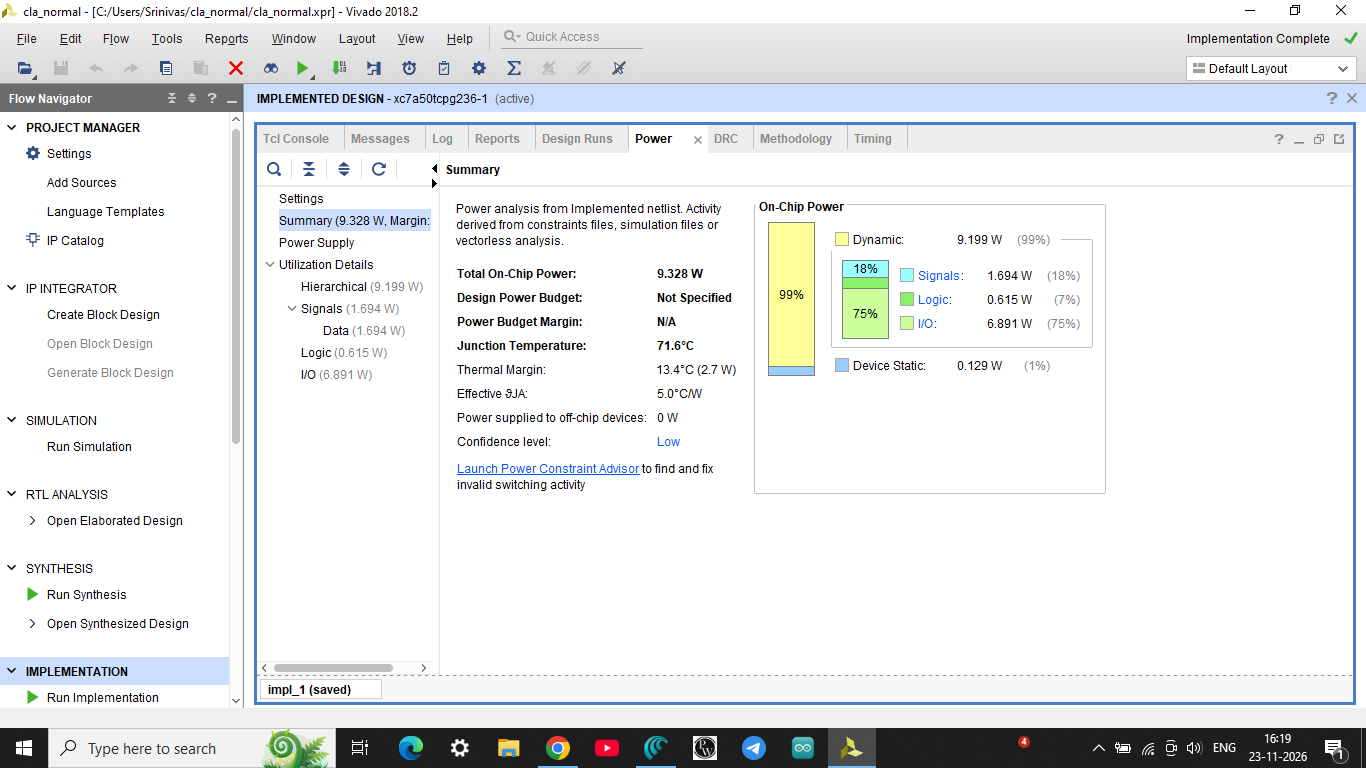 cla_normal - [C:/Users/Srinivas/cla_normal/cla_normal.xpr] - Vivado 2018.2
File Edit Flow Tools Reports Window Layout View Help Quick Access
Implementation Complete
Default Layout
Flow Navigator
PROJECT MANAGER
Settings
Add Sources
Language Templates
IP Catalog
IP INTEGRATOR
Create Block Design
Open Block Design
Generate Block Design
SIMULATION
Run Simulation
RTL ANALYSIS
Open Elaborated Design
SYNTHESIS
Run Synthesis
Open Synthesized Design
IMPLEMENTATION
Run Implementation
IMPLEMENTED DESIGN - xc7a50tcpg236-1 (active)
Tcl Console Messages Log Reports Design Runs Power DRC Methodology Timing
Settings
Summary (9.328 W, Margin:
Power Supply
Utilization Details
Hierarchical (9.199 W)
Signals (1.694 W)
Data (1.694 W)
Logic (0.615 W)
I/O (6.891 W)
Summary
Power analysis from Implemented netlist. Activity
derived from constraints files, simulation files or
vectorless analysis.
Total On-Chip Power: 9.328 W
Design Power Budget: Not Specified
Power Budget Margin: N/A
Junction Temperature: 71.6°C
Thermal Margin: 13.4°C (2.7 W)
Effective ϑJA: 5.0°C/W
Power supplied to off-chip devices: 0 W
Confidence level: Low
Launch Power Constraint Advisor to find and fix
invalid switching activity
On-Chip Power
99%
Dynamic: 9.199 W (99%)
18%
75%
Signals: 1.694 W (18%)
Logic: 0.615 W (7%)
I/O: 6.891 W (75%)
Device Static: 0.129 W (1%)
impl_1 (saved)
Type here to search
4
ENG
16:19
23-11-2026
1